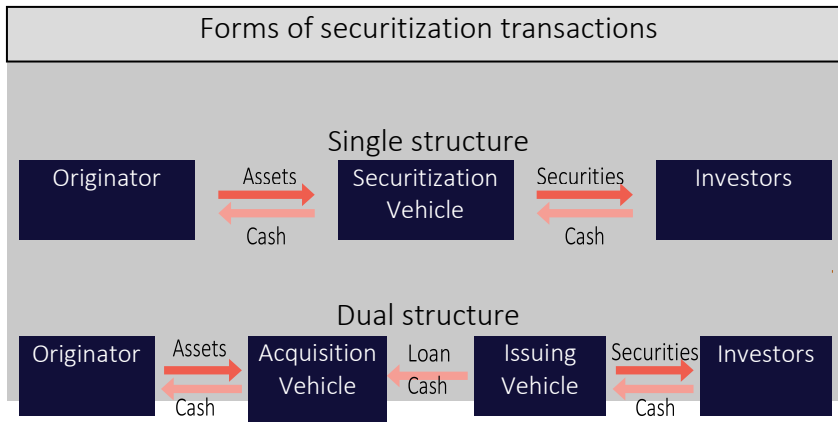 Forms of securitization transactions
Single structure
Originator
Assets
Cash
Securitization
Vehicle
Securities
Cash
Investors
Dual structure
Originator
Assets
Cash
Acquisition
Vehicle
Loan
Cash
Issuing
Vehicle
Securities
Cash
Investors